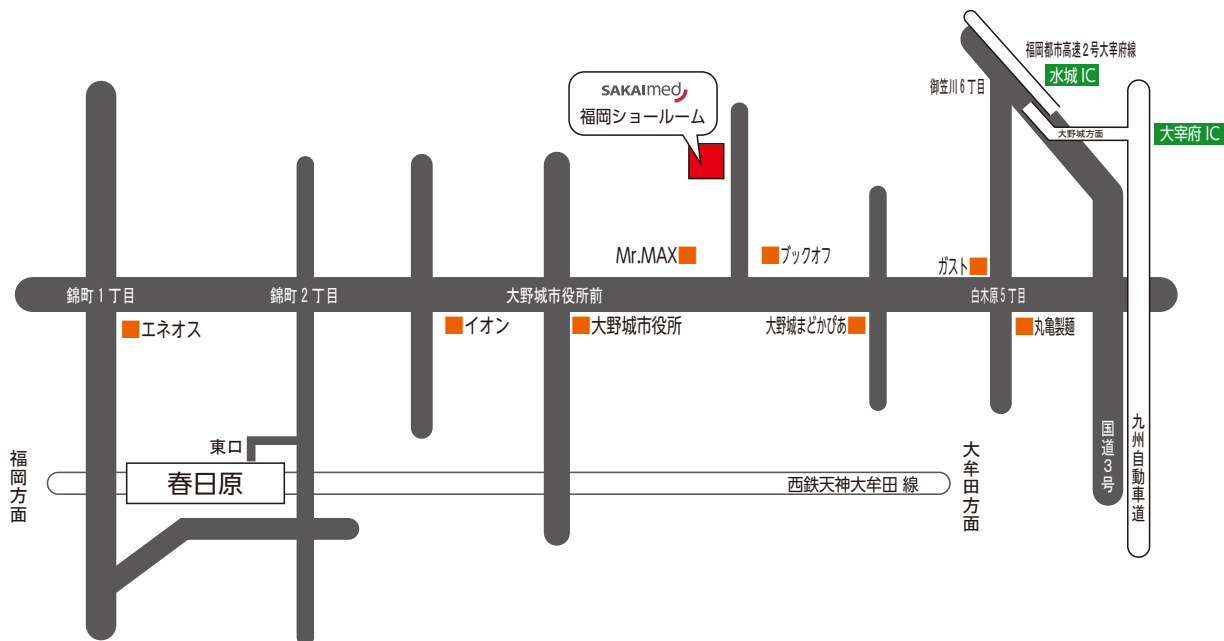 福岡都市高速2号大宰府線
水城 IC
御笠川6丁目
SAKAImed
福岡ショールーム
大野城方面
大宰府 IC
Mr.MAX
ブックオフ
ガスト
錦町1丁目
錦町2丁目
大野城市役所前
白木原5丁目
エネオス
イオン
大野城市役所
大野城まどかぴあ
丸亀製麺
東口
福岡方面
春日原
西鉄天神大牟田 線
大牟田方面
国道3号
九州自動車道